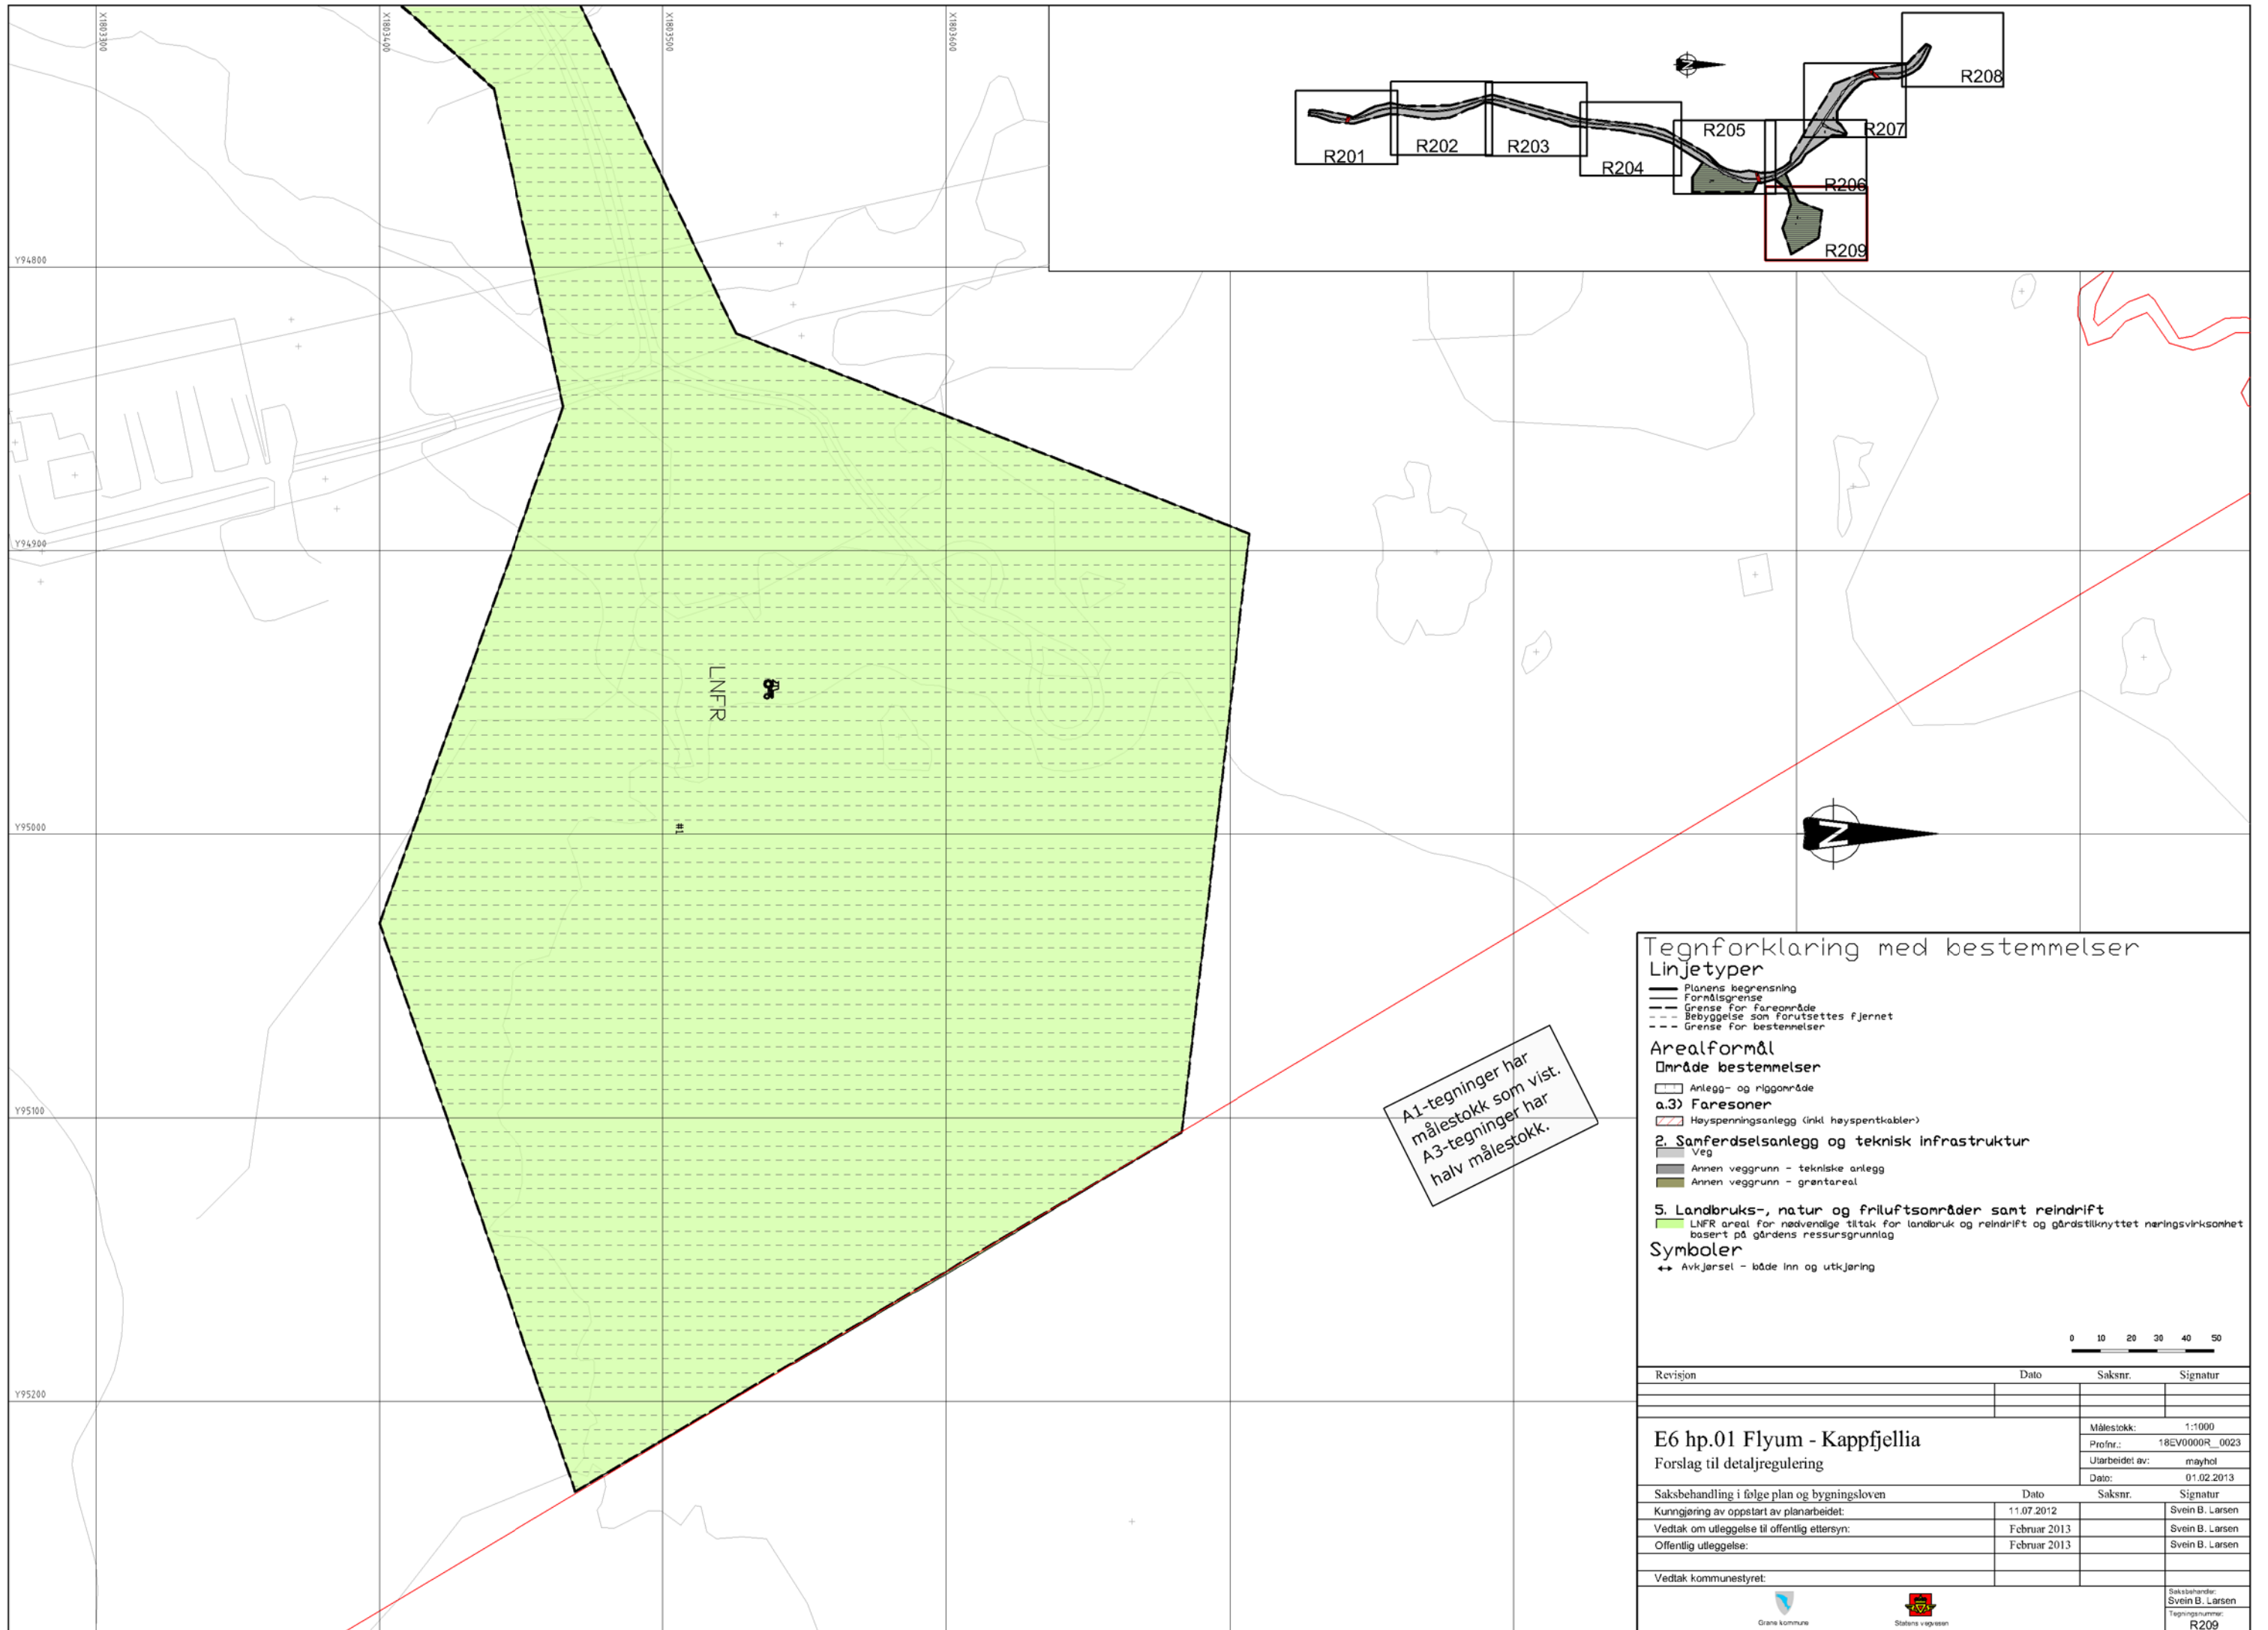 X1803300
X1803400
X1803500
X1803600
R201
R202
R203
R204
R205
R206
R207
R208
R209
N
Y94800
Y94900
Y95000
Y95100
Y95200
LNFR
#1
N
A1-tegninger har
målestokk som vist.
A3-tegninger har
halv målestokk.
Tegnforklaring med bestemmelser
Linjetyper
Planens begrensning
Formålsgrense
Grense for fareområde
Bebyggelse som forutsettes fjernet
Grense for bestemmelser
Arealformål
Område bestemmelser
Anlegg- og riggområde
a.3) Faresoner
Høyspenningsanlegg (inkl høyspentkabler)
2. Samferdselsanlegg og teknisk infrastruktur
Veg
Annen veggrunn - tekniske anlegg
Annen veggrunn - grøntareal
5. Landbruks-, natur og friluftsområder samt reindrift
LNFR areal for nødvendige tiltak for landbruk og reindrift og gårdstilknyttet næringsvirksomhet
basert på gårdens ressursgrunnlag
Symboler
Avkjørsel - både inn og utkjøring
0 10 20 30 40 50
Revisjon Dato Saksnr. Signatur
E6 hp.01 Flyum - Kappfjellia
Forslag til detaljregulering
Målestokk: 1:1000
Profnr.: 18EV0000R_0023
Utarbeidet av: mayhol
Dato: 01.02.2013
Saksbehandling i følge plan og bygningsloven Dato Saksnr. Signatur
Kunngjøring av oppstart av planarbeidet: 11.07.2012 Svein B. Larsen
Vedtak om utleggelse til offentlig ettersyn: Februar 2013 Svein B. Larsen
Offentlig utleggelse: Februar 2013 Svein B. Larsen
Vedtak kommunestyret:
Grane kommune
Statens vegvesen
Saksbehandler:
Svein B. Larsen
Tegningsnummer:
R209